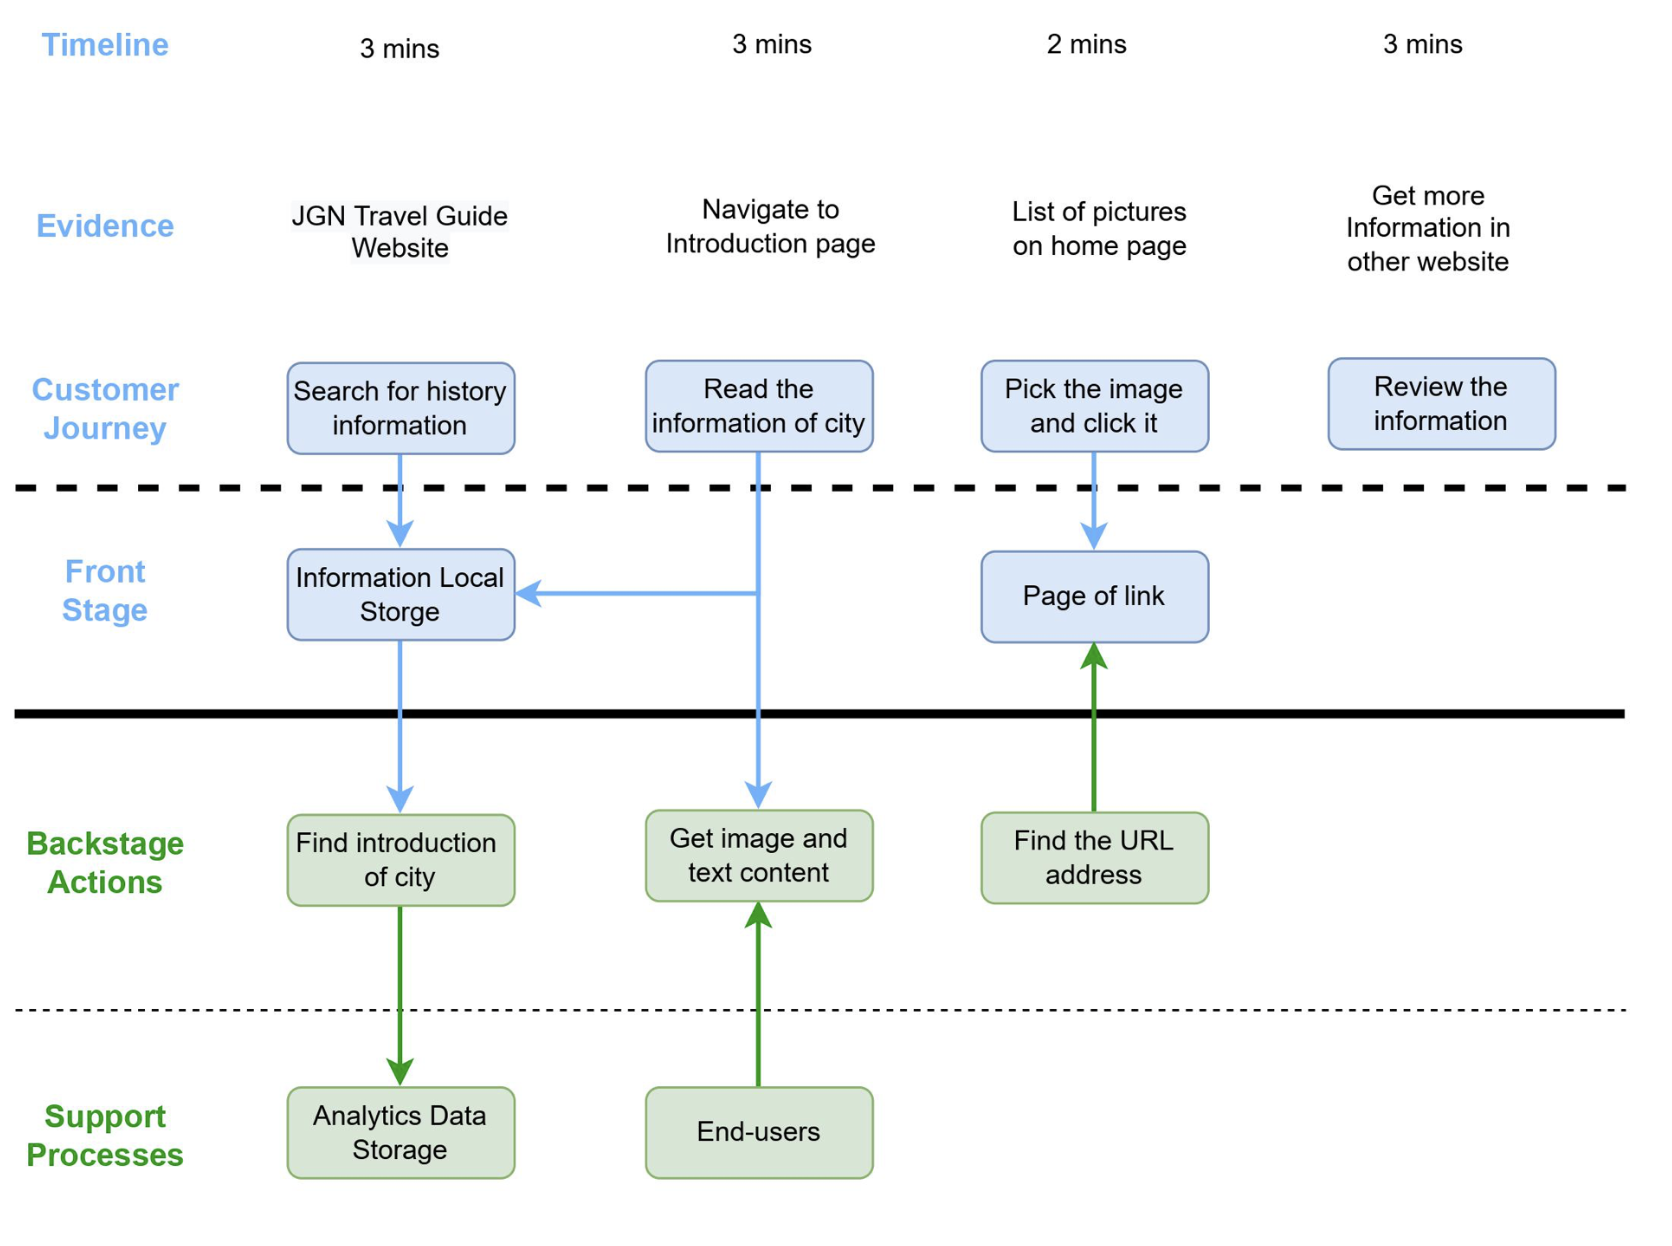 Timeline
3 mins
3 mins
2 mins
3 mins
Evidence
JGN Travel Guide
Website
Navigate to
Introduction page
List of pictures
on home page
Get more
Information in
other website
Customer
Journey
Search for history
information
Read the
information of city
Pick the image
and click it
Review the
information
Front
Stage
Information Local
Storge
Page of link
Backstage
Actions
Find introduction
of city
Get image and
text content
Find the URL
address
Support
Processes
Analytics Data
Storage
End-users